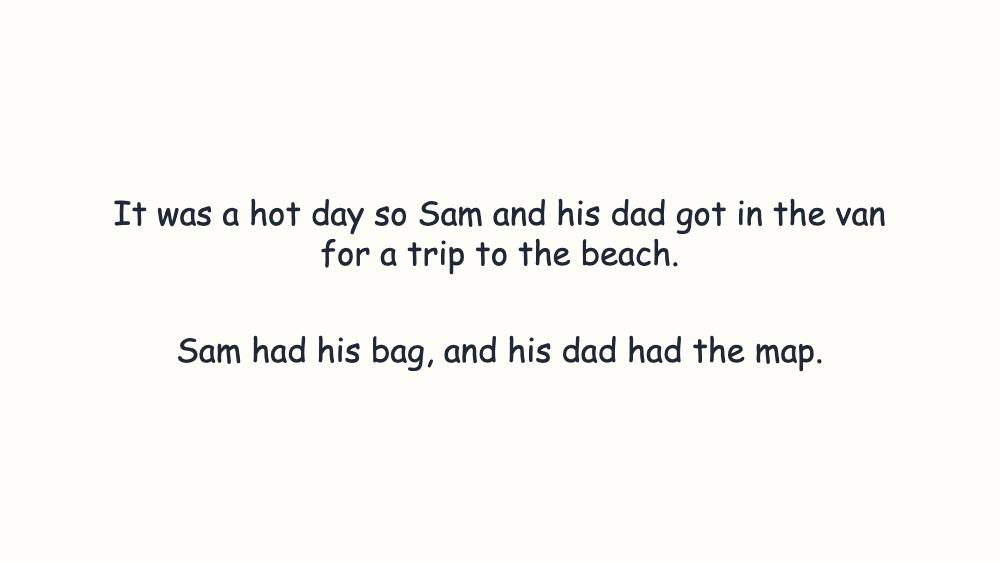 It was a hot day so Sam and his dad got in the van
for a trip to the beach.
Sam had his bag, and his dad had the map.